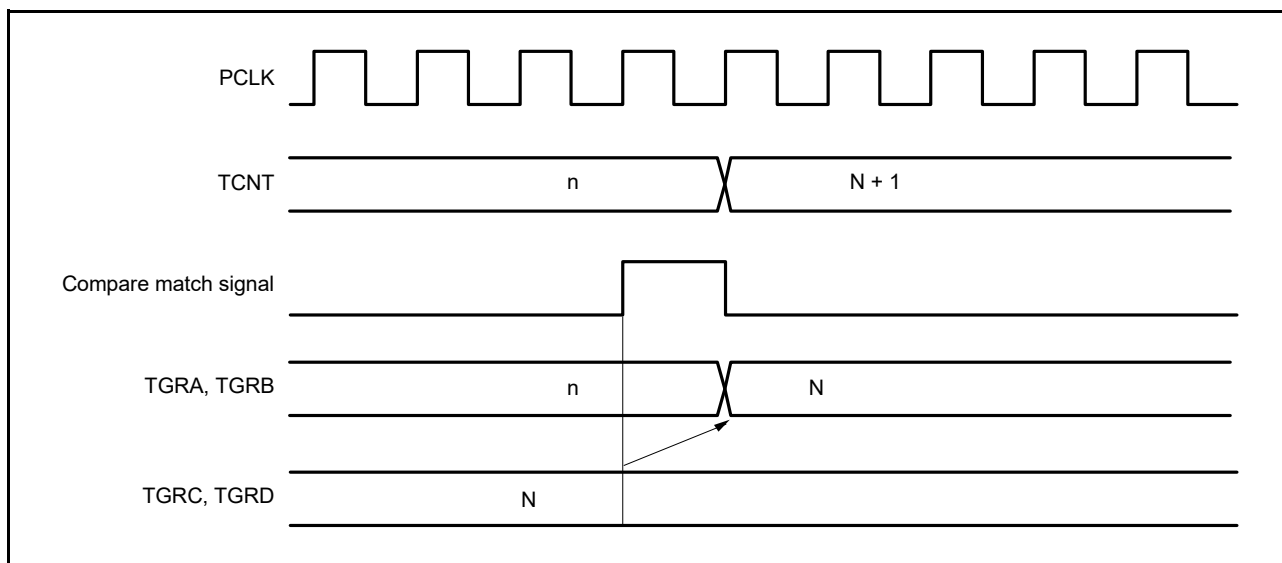 PCLK
TCNT n N + 1
Compare match signal
TGRA, TGRB n N
TGRC, TGRD N